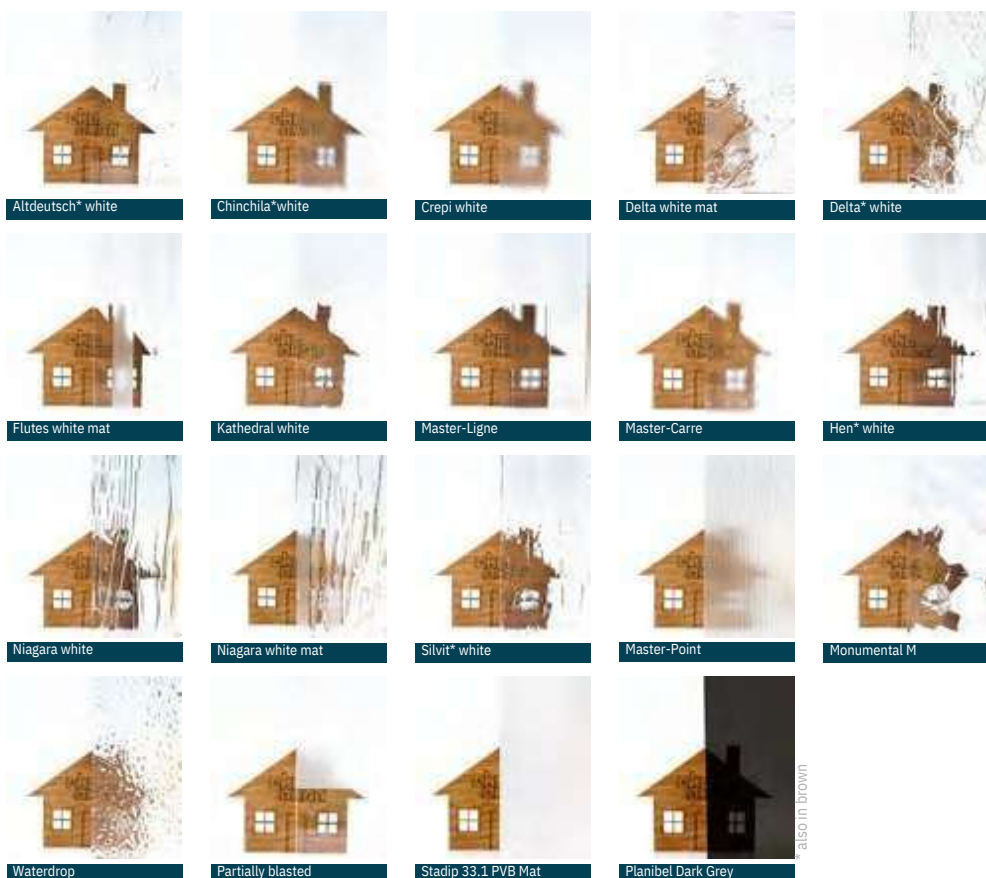 Altdeutsch* white
Chinchila*white
Crepi white
Delta white mat
Delta* white
Flutes white mat
Kathedral white
Master-Ligne
Master-Carre
Hen* white
Niagara white
Niagara white mat
Silvit* white
Master-Point
Monumental M
Waterdrop
Partially blasted
Stadip 33.1 PVB Mat
Planibel Dark Grey
* also in brown